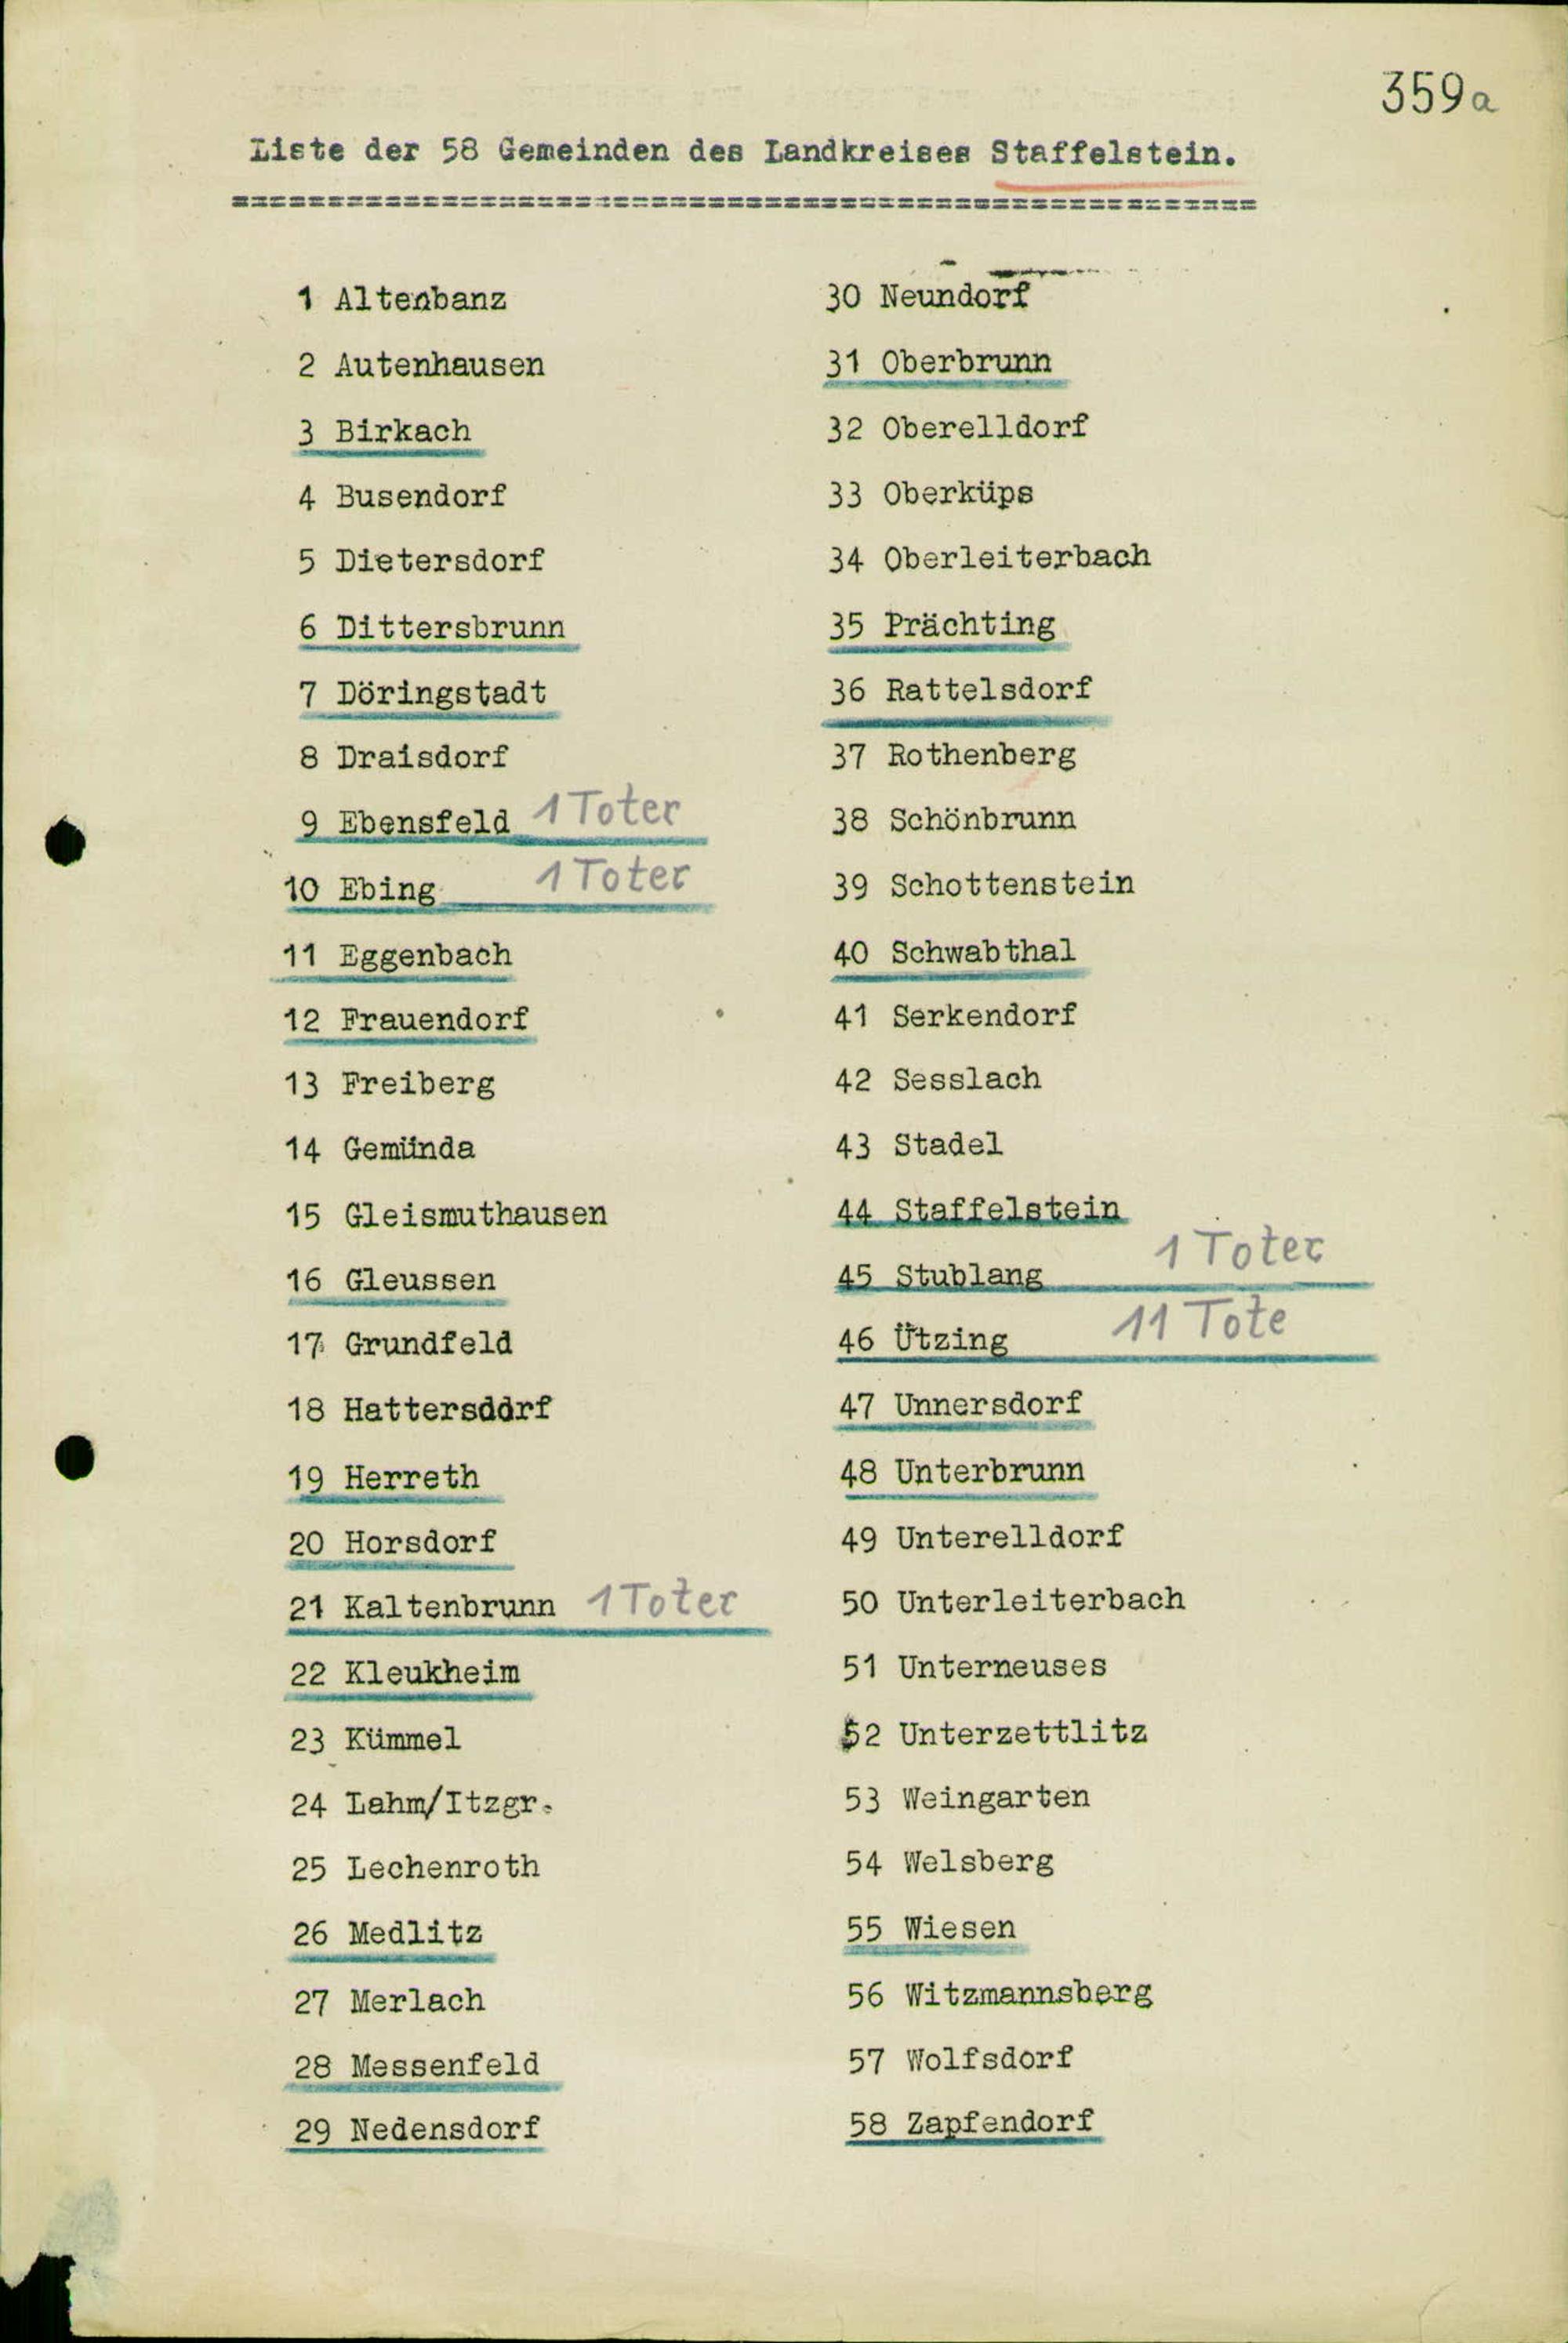 359a
Liste der 58 Gemeinden des Landkreises Staffelstein.
1 Altenbanz
2 Autenhausen
3 Birkach
4 Busendorf
5 Dietersdorf
6 Dittersbrunn
7 Döringstadt
8 Draisdorf
9 Ebensfeld 1 Toter
10 Ebing 1 Toter
11 Eggenbach
12 Frauendorf
13 Freiberg
14 Gemünda
15 Gleismuthausen
16 Gleussen
17 Grundfeld
18 Hattersdorf
19 Herreth
20 Horsdorf
21 Kaltenbrunn 1 Toter
22 Kleukheim
23 Kümmel
24 Lahm/Itzgr.
25 Lechenroth
26 Medlitz
27 Merlach
28 Messenfeld
29 Nedensdorf
30 Neundorf
31 Oberbrunn
32 Oberelldorf
33 Oberküps
34 Oberleiterbach
35 Prächting
36 Rattelsdorf
37 Rothenberg
38 Schönbrunn
39 Schottenstein
40 Schwabthal
41 Serkendorf
42 Sesslach
43 Stadel
44 Staffelstein
45 Stublang 1 Toter
46 Ützing 11 Tote
47 Unnersdorf
48 Unterbrunn
49 Unterelldorf
50 Unterleiterbach
51 Unterneuses
52 Unterzettlitz
53 Weingarten
54 Welsberg
55 Wiesen
56 Witzmannsberg
57 Wolfsdorf
58 Zapfendorf